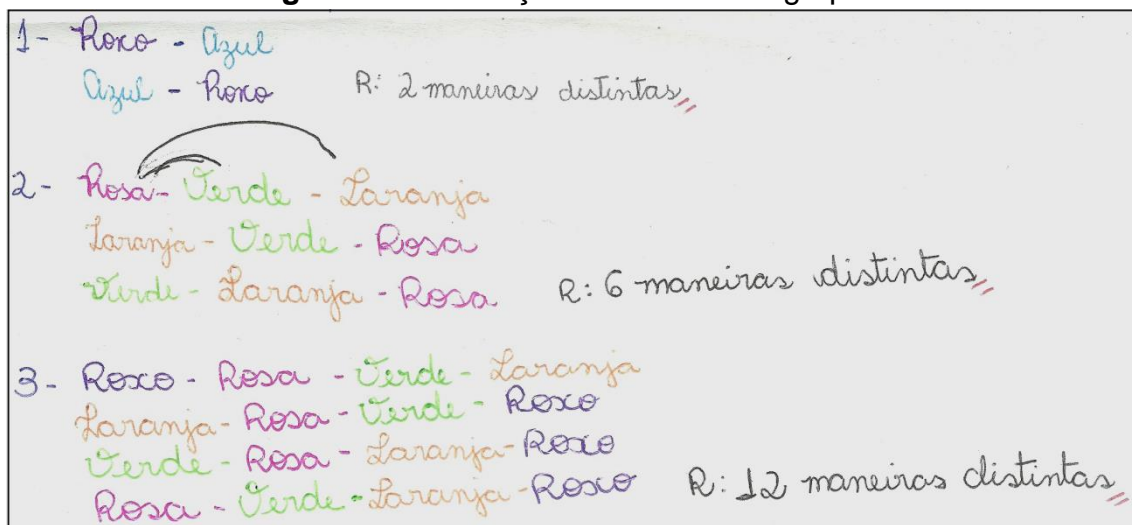 1- Roxo - Azul
Azul - Roxo R: 2 maneiras distintas
2- Rosa - Verde - Laranja
Laranja - Verde - Rosa
Verde - Laranja - Rosa R: 6 maneiras distintas
3- Roxo - Rosa - Verde - Laranja
Laranja - Rosa - Verde - Roxo
Verde - Rosa - Laranja - Roxo
Rosa - Verde - Laranja - Roxo R: 12 maneiras distintas